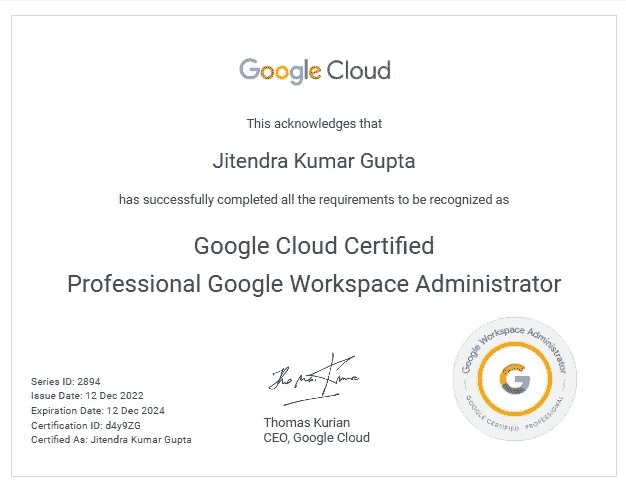 Google Cloud
This acknowledges that
Jitendra Kumar Gupta
has successfully completed all the requirements to be recognized as
Google Cloud Certified
Professional Google Workspace Administrator
Series ID: 2894
Issue Date: 12 Dec 2022
Expiration Date: 12 Dec 2024
Certification ID: d4y9ZG
Certified As: Jitendra Kumar Gupta
Thomas Kurian
CEO, Google Cloud
Google Workspace Administrator
G
GOOGLE CERTIFIED · PROFESSIONAL